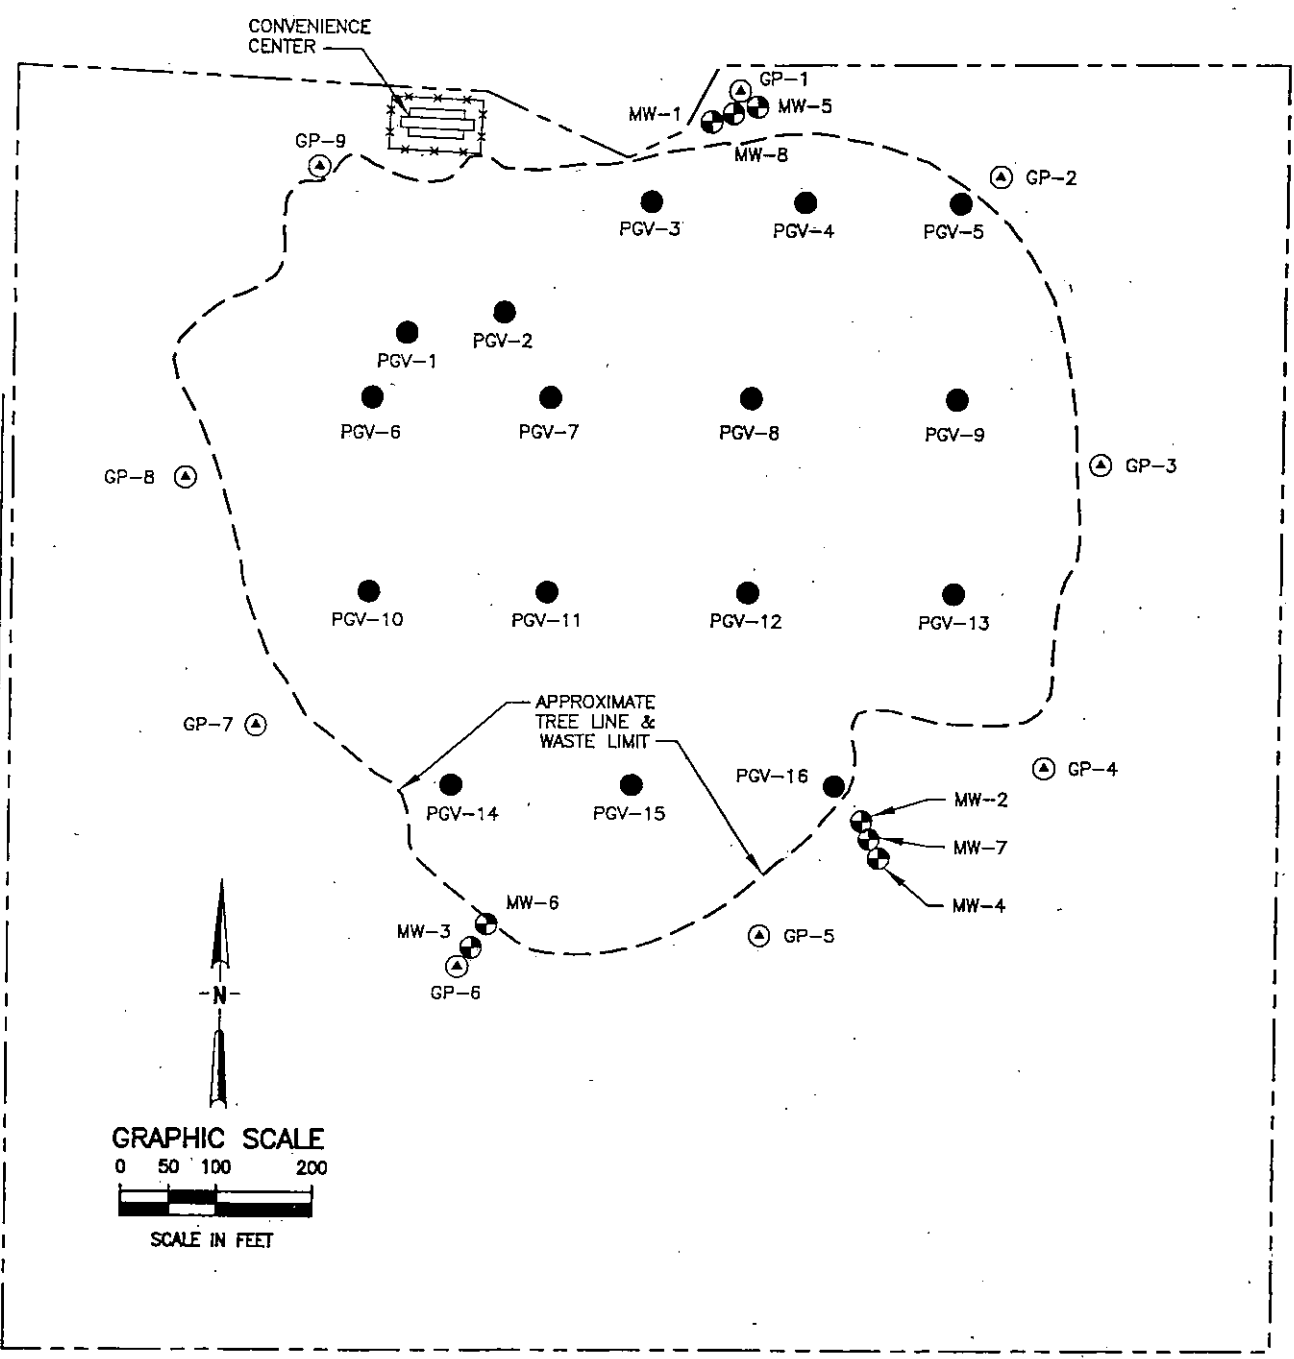 CONVENIENCE
CENTER
GP-1
MW-1
MW-5
MW-8
GP-9
GP-2
PGV-3
PGV-4
PGV-5
PGV-1
PGV-2
PGV-6
PGV-7
PGV-8
PGV-9
GP-8
GP-3
PGV-10
PGV-11
PGV-12
PGV-13
APPROXIMATE
TREE LINE &
WASTE LIMIT
GP-7
GP-4
PGV-16
PGV-14
PGV-15
MW-2
MW-7
MW-4
MW-6
MW-3
GP-5
GP-6
-N-
GRAPHIC SCALE
0 50 100 200
SCALE IN FEET